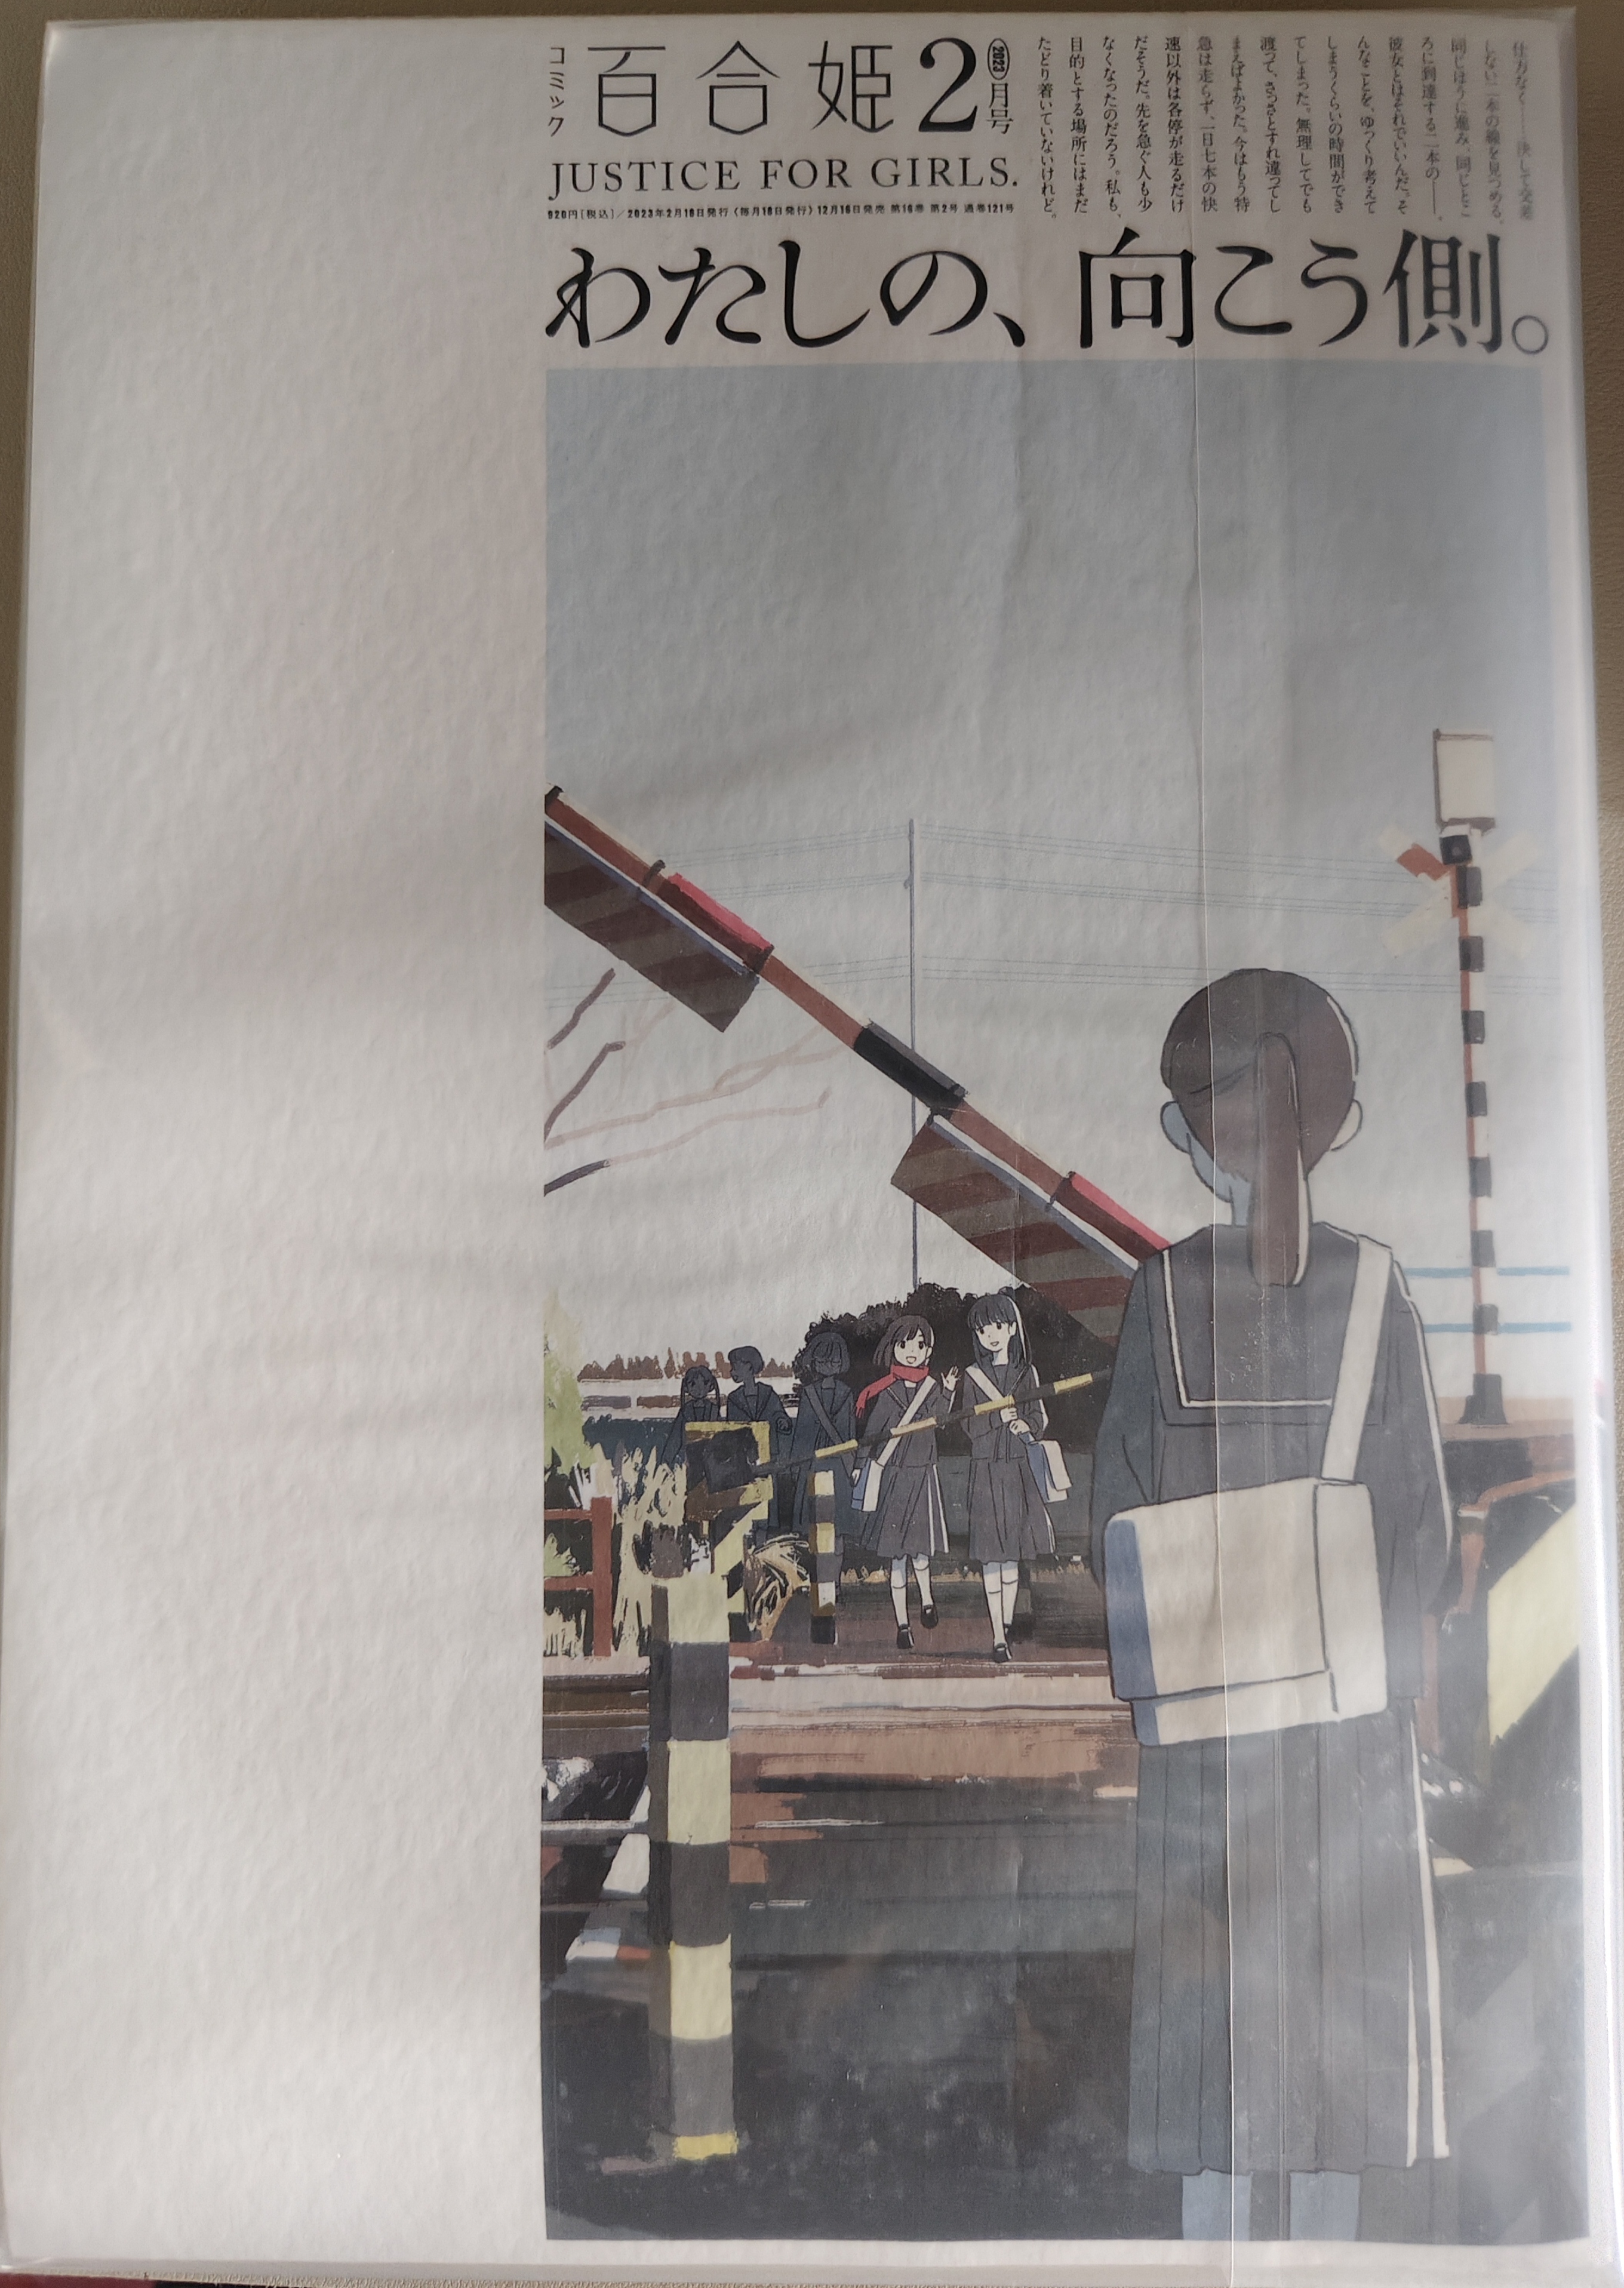 コミック
百合姫
2023
2月号
JUSTICE FOR GIRLS.
920円[税込]／2023年2月18日発行〈毎月18日発行〉12月16日発売 第16巻 第2号 通巻121号
仕方なく……決して交差
しない二本の線を見つめる。
同じほうに進み、同じとこ
ろに到達する二本の――。
彼女とはそれでいいんだ。そ
んなことを、ゆっくり考えて
しまうくらいの時間ができ
てしまった。無理してでも
渡って、さっさとすれ違ってし
まえばよかった。今はもう特
急は走らず、一日七本の快
速以外は各停が走るだけ
だそうだ。先を急ぐ人も少
なくなったのだろう。私も、
目的とする場所にはまだ
たどり着いていないけれど。
わたしの、向こう側。